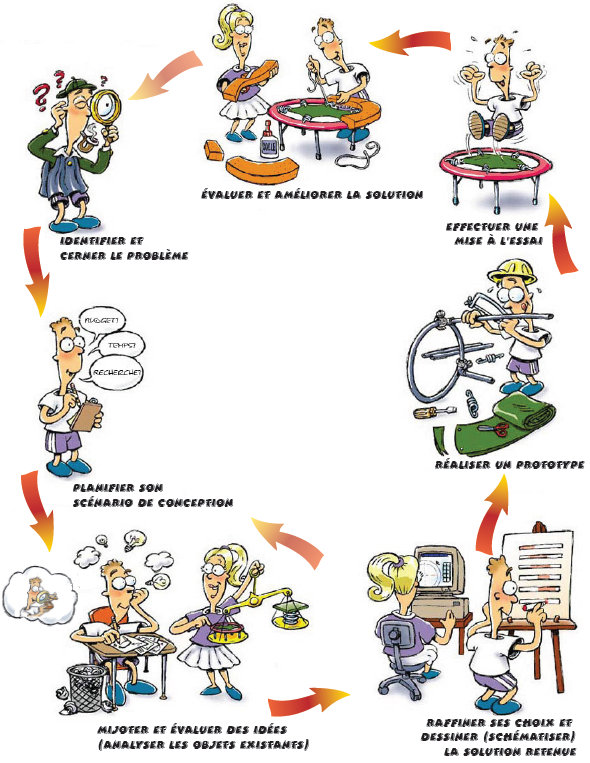 ? ? ?
ÉVALUER ET AMÉLIORER LA SOLUTION
EFFECTUER UNE
MISE À L'ESSAI
IDENTIFIER ET
CERNER LE PROBLÈME
BUDGET?
TEMPS?
RECHERCHE?
RÉALISER UN PROTOTYPE
PLANIFIER SON
SCÉNARIO DE CONCEPTION
MIJOTER ET ÉVALUER DES IDÉES
(ANALYSER LES OBJETS EXISTANTS)
RAFFINER SES CHOIX ET
DESSINER (SCHÉMATISER)
LA SOLUTION RETENUE